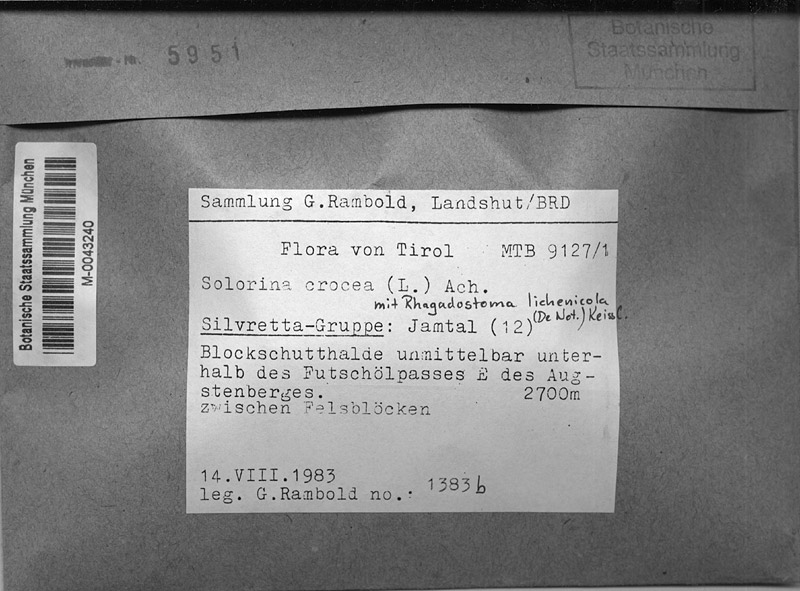 5951
Botanische
Staatssammlung
München
Botanische Staatssammlung München
M-0043240
Sammlung G.Rambold, Landshut/BRD
Flora von Tirol MTB 9127/1
Solorina crocea (L.) Ach.
mit Rhagadostoma lichenicola
(De Not.) Keissl.
Silvretta-Gruppe: Jamtal (12)
Blockschutthalde unmittelbar unter-
halb des Futschölpasses E des Aug-
stenberges. 2700m
zwischen Felsblöcken
14.VIII.1983
leg. G.Rambold no.: 1383b